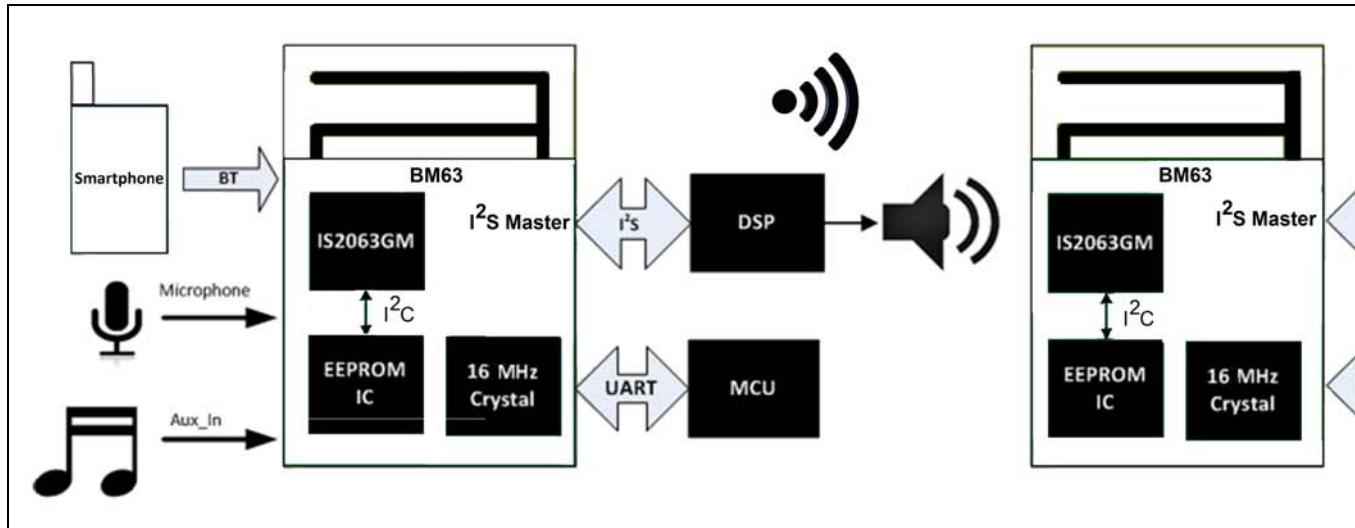 Smartphone
BT
Microphone
Aux_In
BM63
I²S Master
IS2063GM
I²C
EEPROM
IC
16 MHz
Crystal
I²S
DSP
UART
MCU
BM63
I²S Master
IS2063GM
I²C
EEPROM
IC
16 MHz
Crystal